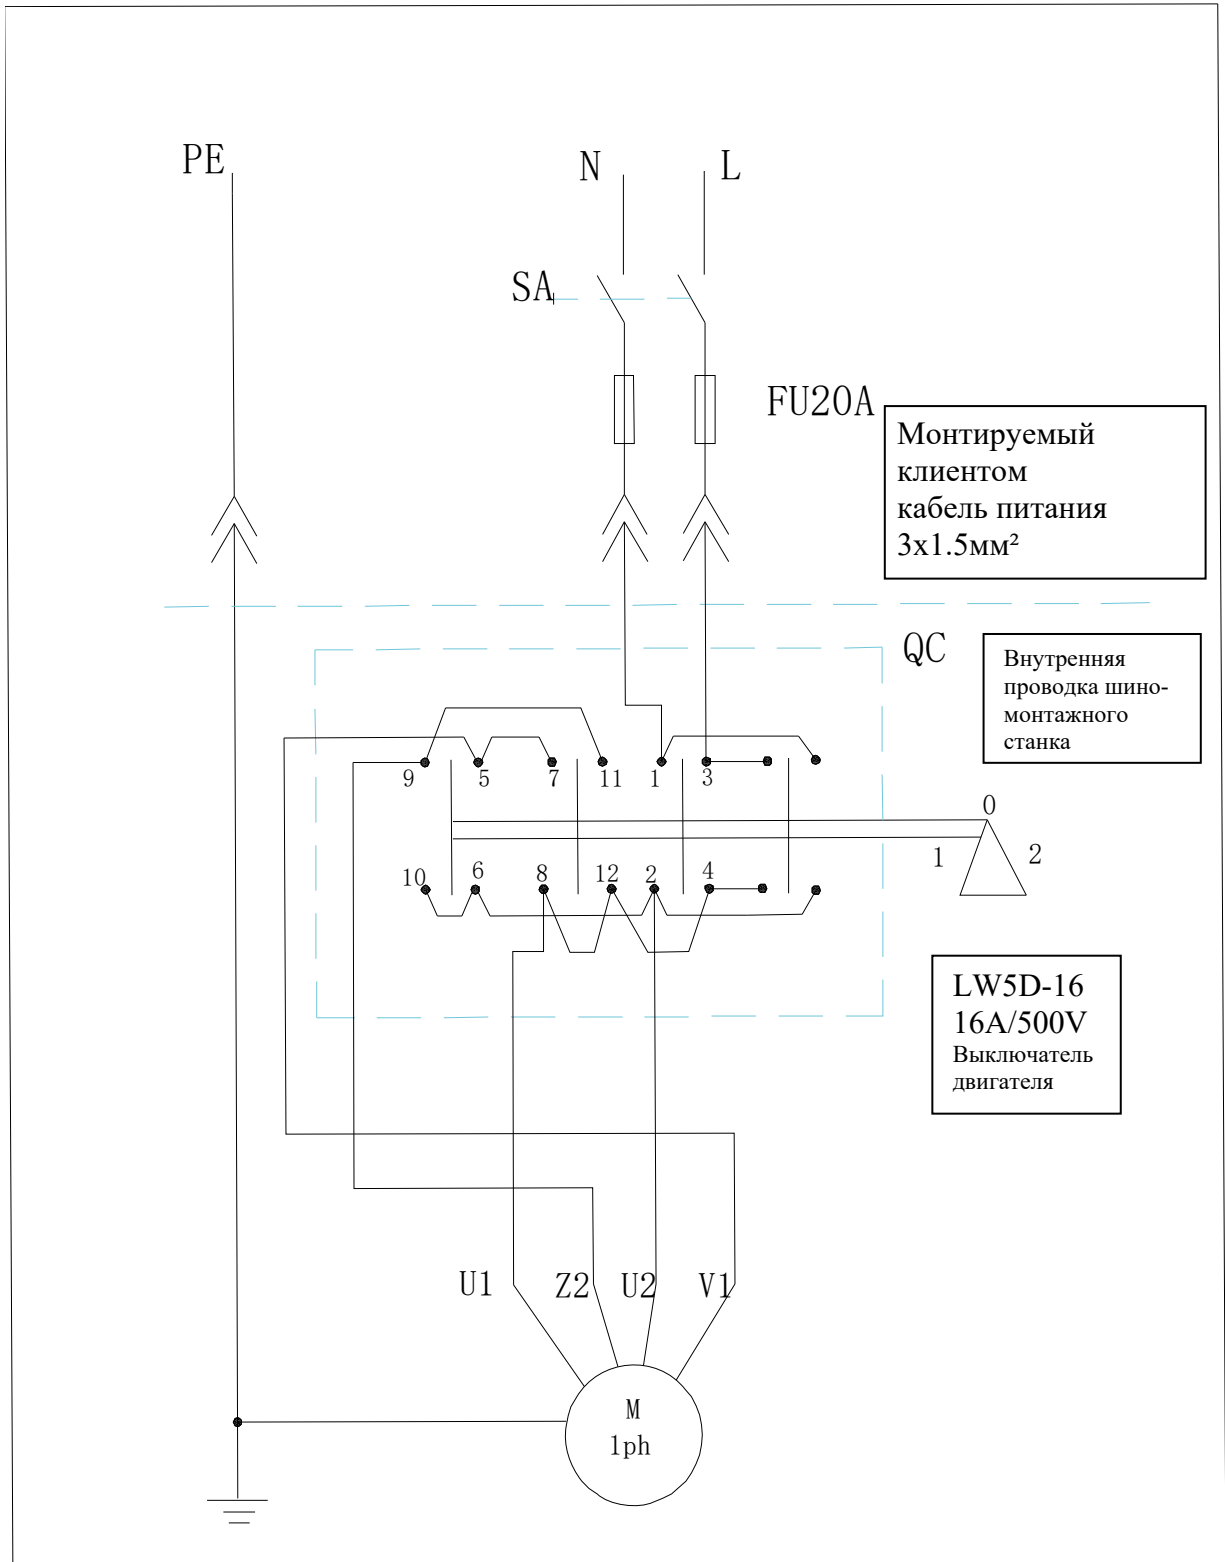 PE
N
L
SA
FU20A
Монтируемый
клиентом
кабель питания
3х1.5мм²
QC
Внутренняя
проводка шино-
монтажного
станка
9
5
7
11
1
3
0
1
2
10
6
8
12
2
4
LW5D-16
16A/500V
Выключатель
двигателя
U1
Z2
U2
V1
M
1ph